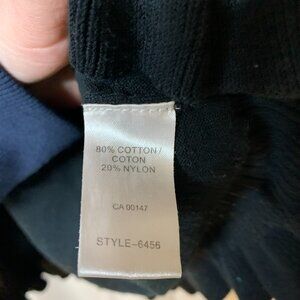 80% COTTON/
COTON
20% NYLON
CA 00147
STYLE-6456